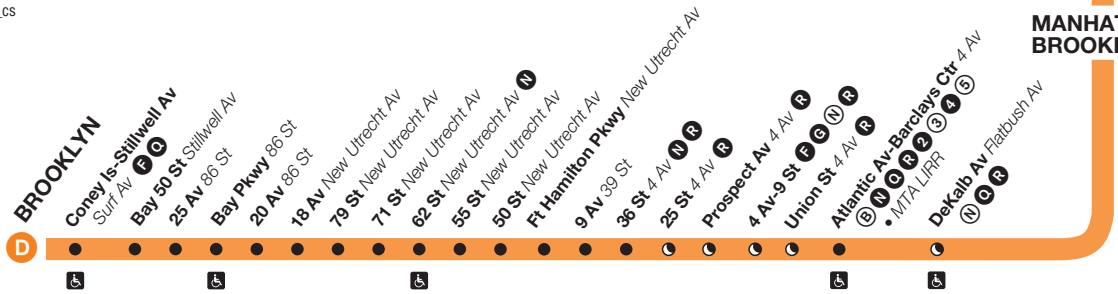 _cs
MANHAT
BROOKL
BROOKLYN
D
Coney Is-Stillwell Av
Surf Av F Q
Bay 50 St Stillwell Av
25 Av 86 St
Bay Pkwy 86 St
20 Av 86 St
18 Av New Utrecht Av
79 St New Utrecht Av
71 St New Utrecht Av
62 St New Utrecht Av N
55 St New Utrecht Av
50 St New Utrecht Av
Ft Hamilton Pkwy New Utrecht Av
9 Av 39 St
36 St 4 Av N R
25 St 4 Av R
Prospect Av 4 Av R
4 Av-9 St F G N R
Union St 4 Av R
Atlantic Av-Barclays Ctr 4 Av
B N Q R 2 3 4 5
• MTA LIRR
DeKalb Av Flatbush Av
N Q R